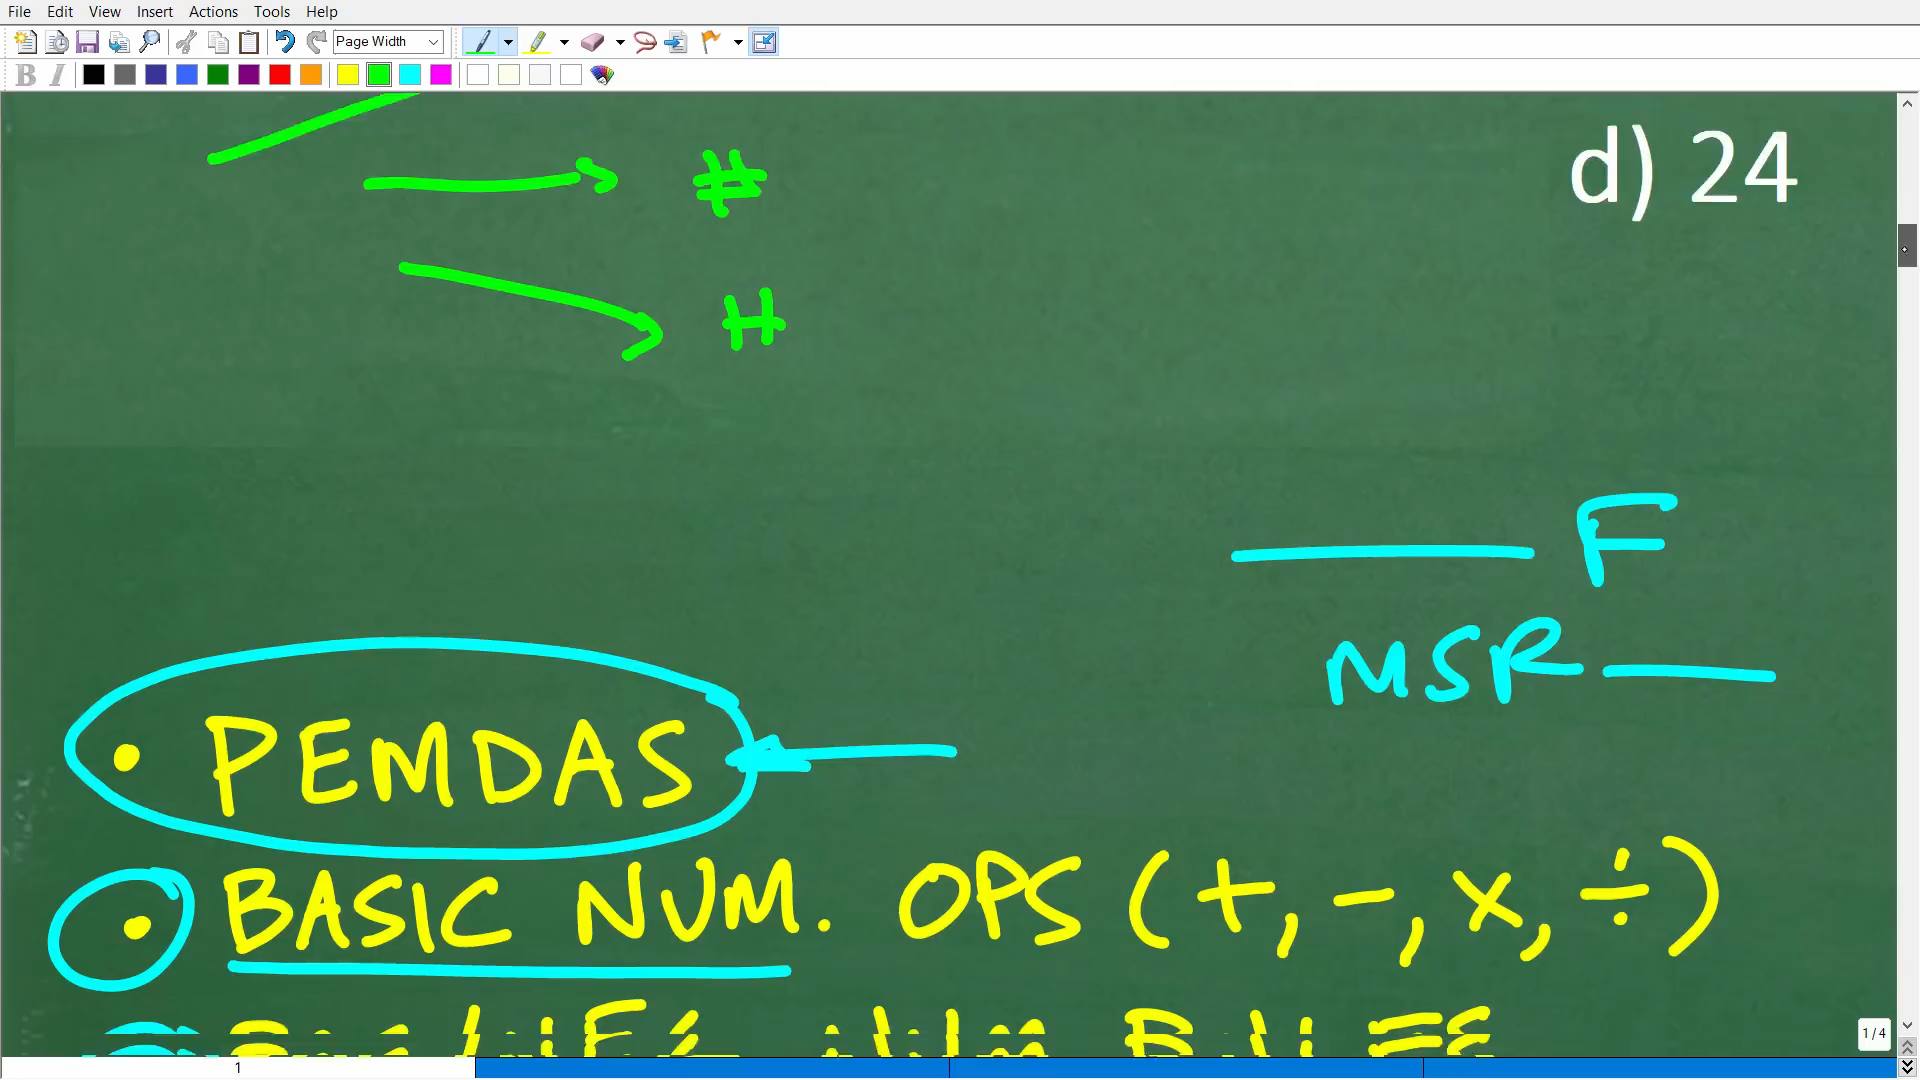 File Edit View Insert Actions Tools Help
Page Width
B I
d) 24
#
H
F
MSR
• PEMDAS
• BASIC NUM. OPS (+, -, x, ÷)
1 / 4
1